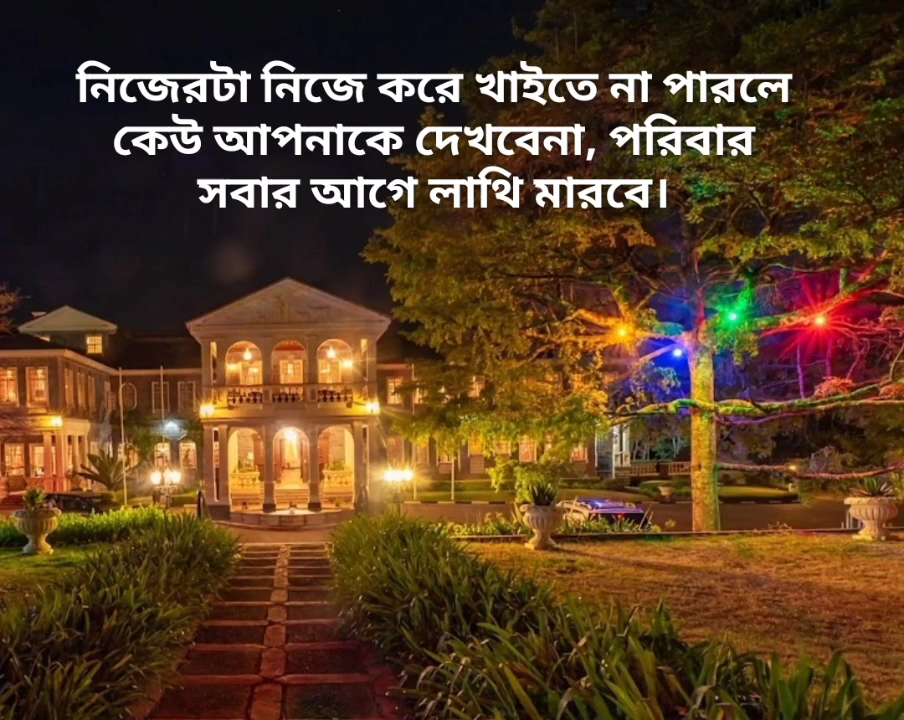 নিজেরটা নিজে করে খাইতে না পারলে
কেউ আপনাকে দেখবেনা, পরিবার
সবার আগে লাথি মারবে।